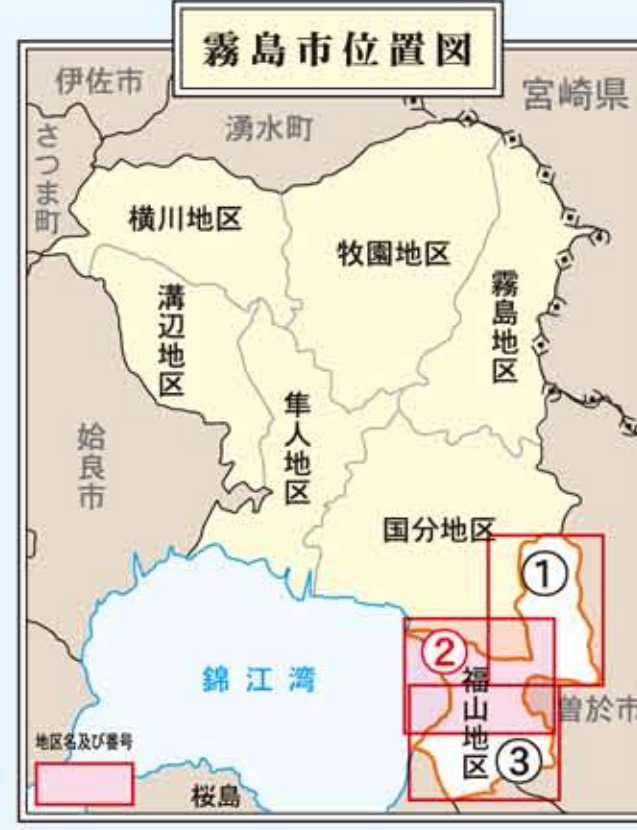 霧島市位置図
伊佐市
宮崎県
湧水町
さつま町
横川地区
牧園地区
霧島地区
溝辺地区
隼人地区
姶良市
国分地区
①
②
錦江湾
福山地区
曽於市
地区名及び番号
③
桜島